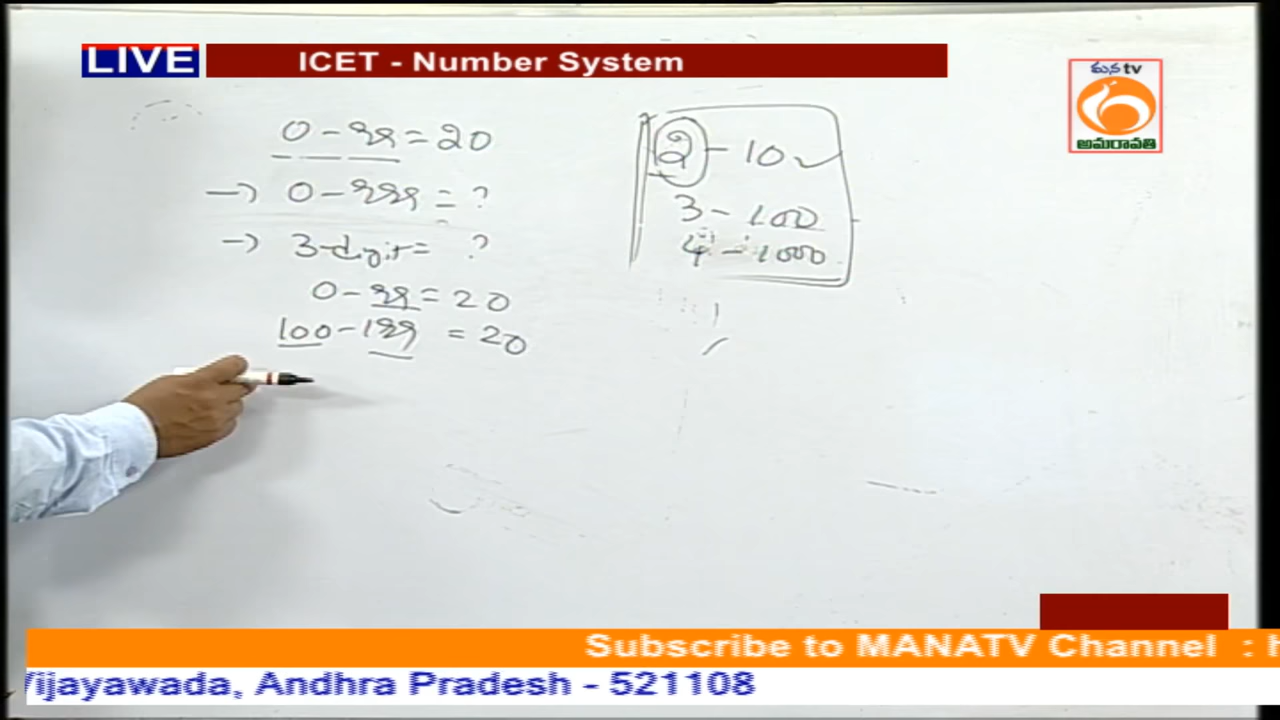 LIVE ICET - Number System
మన tv
అమరావతి
0 - 99 = 20
→ 0 - 999 = ?
→ 3-digit = ?
0 - 99 = 20
100 - 199 = 20
2 - 10 ✓
3 - 100
4 - 1000
Subscribe to MANATV Channel : h
Vijayawada, Andhra Pradesh - 521108